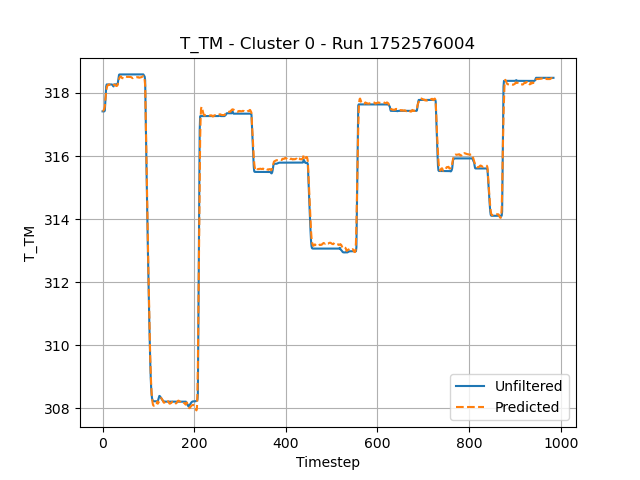 T_TM - Cluster 0 - Run 1752576004
T_TM
318
316
314
312
310
308
0
200
400
600
800
1000
Timestep
Unfiltered
Predicted